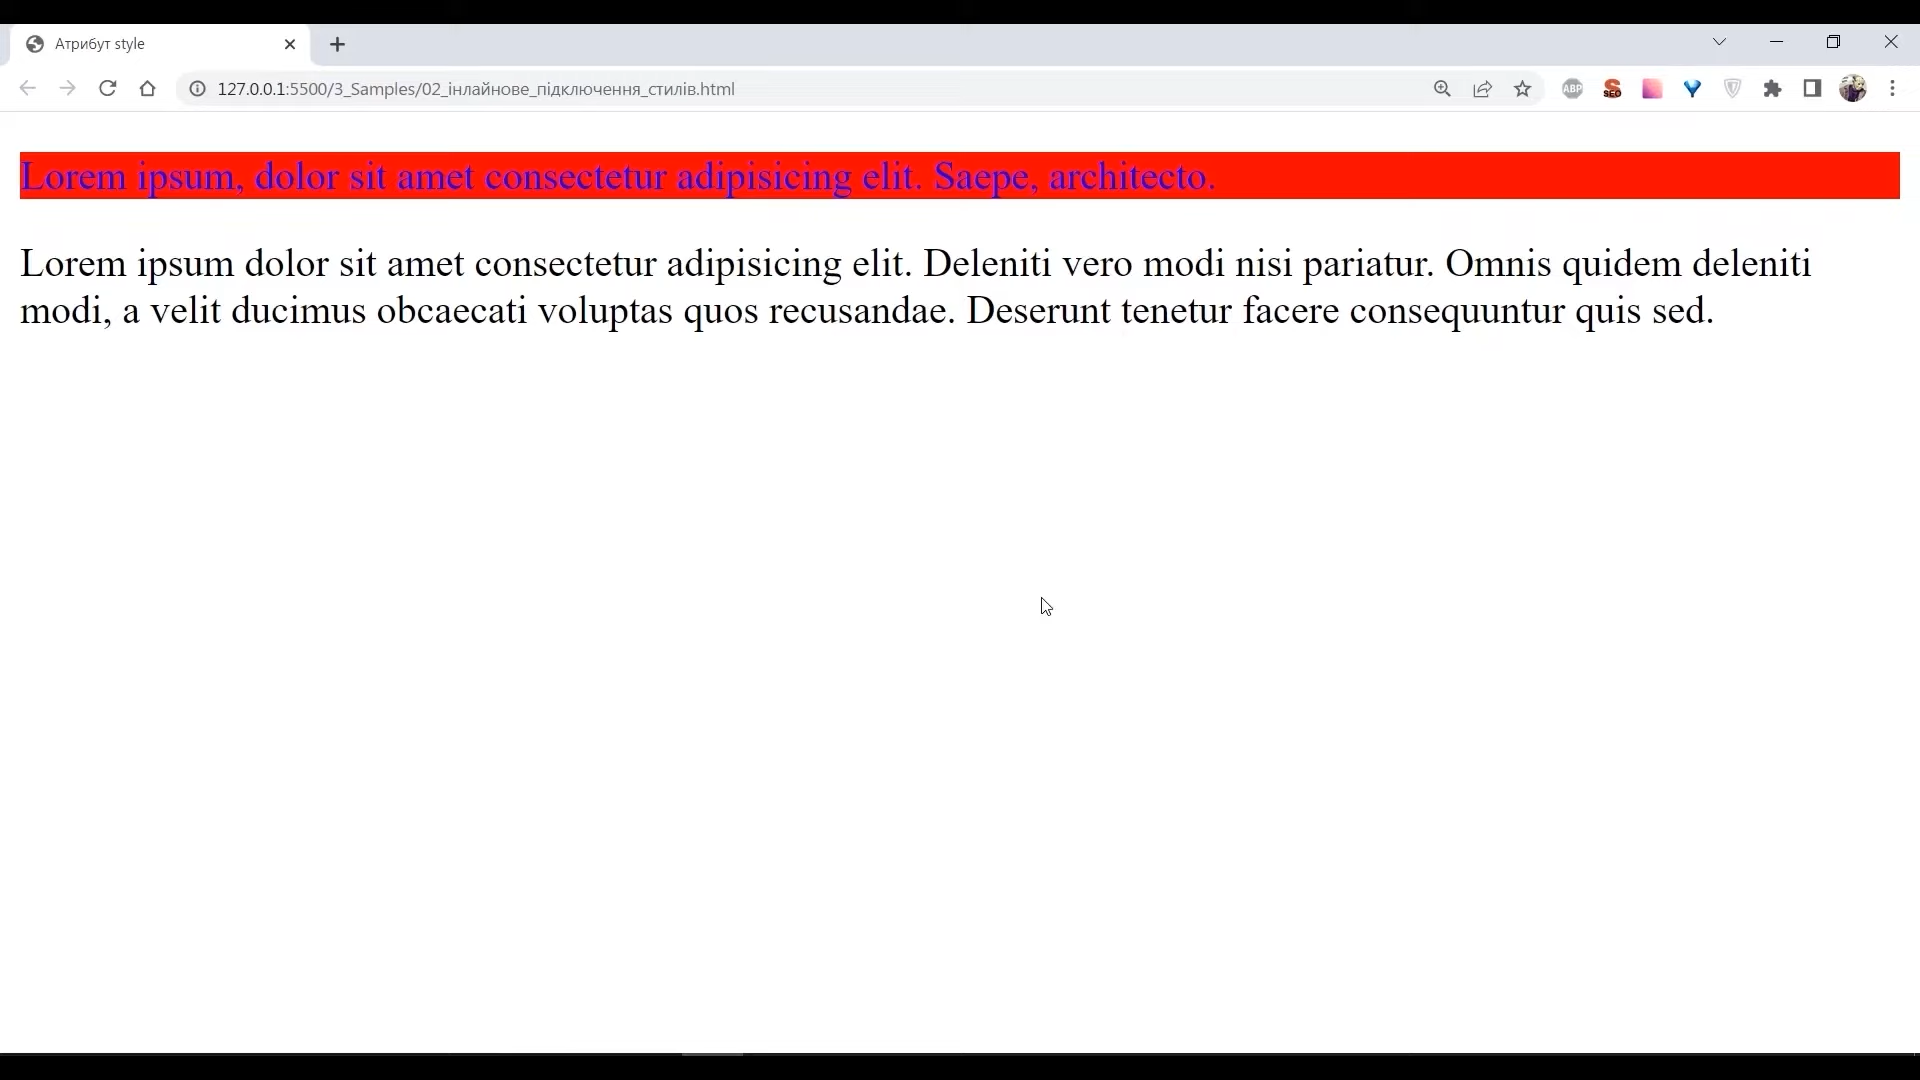 Атрибут style
127.0.0.1:5500/3_Samples/02_інлайнове_підключення_стилів.html
ABP
SEO
Lorem ipsum, dolor sit amet consectetur adipisicing elit. Saepe, architecto.
Lorem ipsum dolor sit amet consectetur adipisicing elit. Deleniti vero modi nisi pariatur. Omnis quidem deleniti
modi, a velit ducimus obcaecati voluptas quos recusandae. Deserunt tenetur facere consequuntur quis sed.